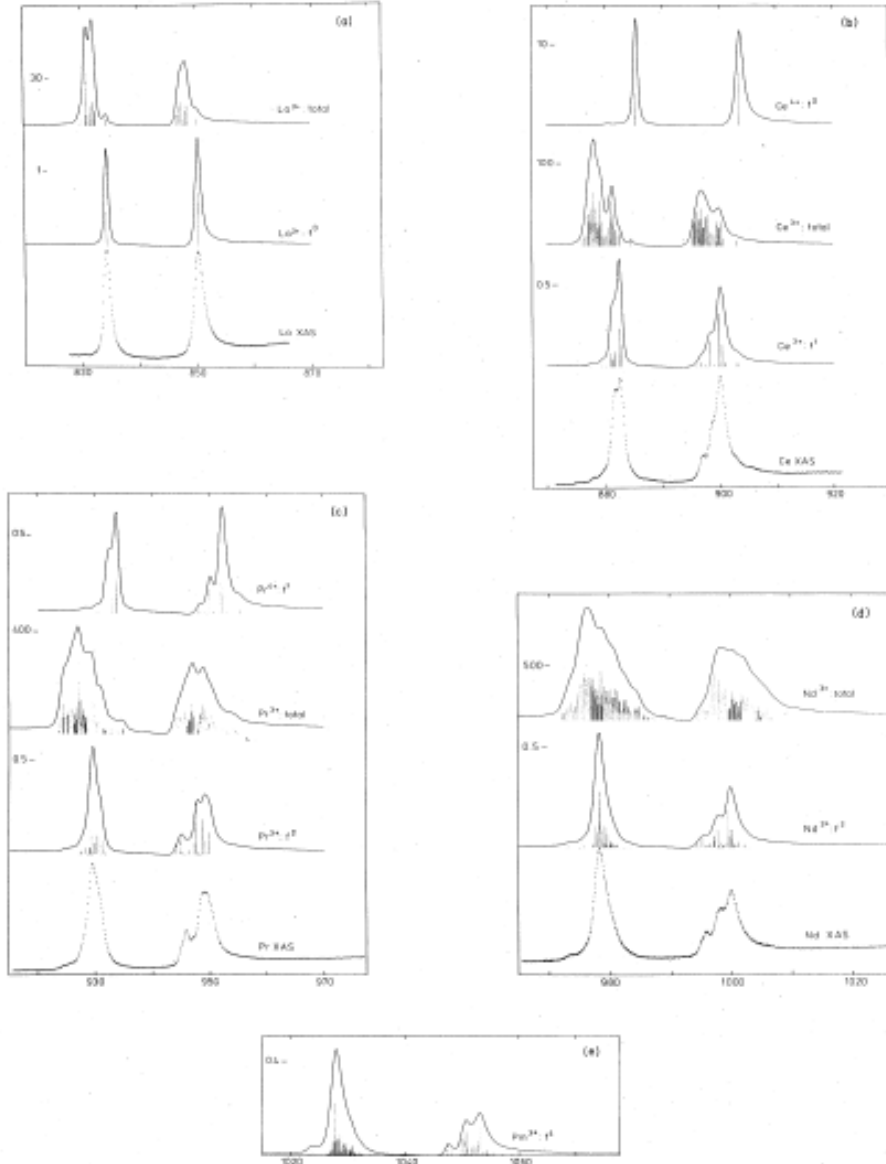 (a)
30-
La²⁺: total
1-
La³⁺: f⁰
La XAS
830 850 870
(b)
10-
Ce⁴⁺: f⁰
100-
Ce³⁺: total
0.5-
Ce³⁺: f¹
Ce XAS
880 900 920
(c)
Pr⁴⁺: f¹
400-
Pr³⁺: total
0.5-
Pr³⁺: f²
Pr XAS
930 950 970
(d)
500-
Nd³⁺: total
0.5-
Nd³⁺: f³
Nd XAS
980 1000 1020
(e)
0.4-
Pm³⁺: f⁴
1020 1040 1060